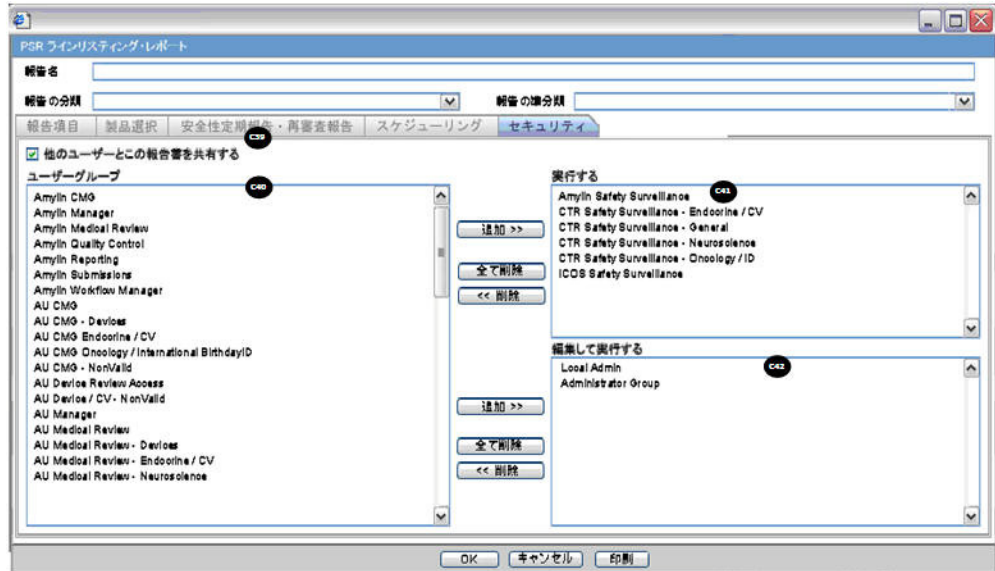 PSR ラインリスティング・レポート
報告名
報告の分類
報告の準分類
報告項目 製品選択 安全性定期報告・再審査報告 スケジューリング セキュリティ
C39
他のユーザーとこの報告書を共有する
ユーザーグループ
C40
Amylin CMG
Amylin Manager
Amylin Medical Review
Amylin Quality Control
Amylin Reporting
Amylin Submissions
Amylin Workflow Manager
AU CMG
AU CMG - Devices
AU CMG Endocrine / CV
AU CMG Oncology / International BirthdayID
AU CMG - NonValid
AU Device Review Access
AU Device / CV - NonValid
AU Manager
AU Medical Review
AU Medical Review - Devices
AU Medical Review - Endocrine / CV
AU Medical Review - Neuroscience
追加 >>
全て削除
<< 削除
追加 >>
全て削除
<< 削除
実行する
C41
Amylin Safety Surveillance
CTR Safety Surveillance - Endocrine / CV
CTR Safety Surveillance - General
CTR Safety Surveillance - Neuroscience
CTR Safety Surveillance - Oncology / ID
ICOS Safety Surveillance
編集して実行する
C42
Local Admin
Administrator Group
OK キャンセル 印刷